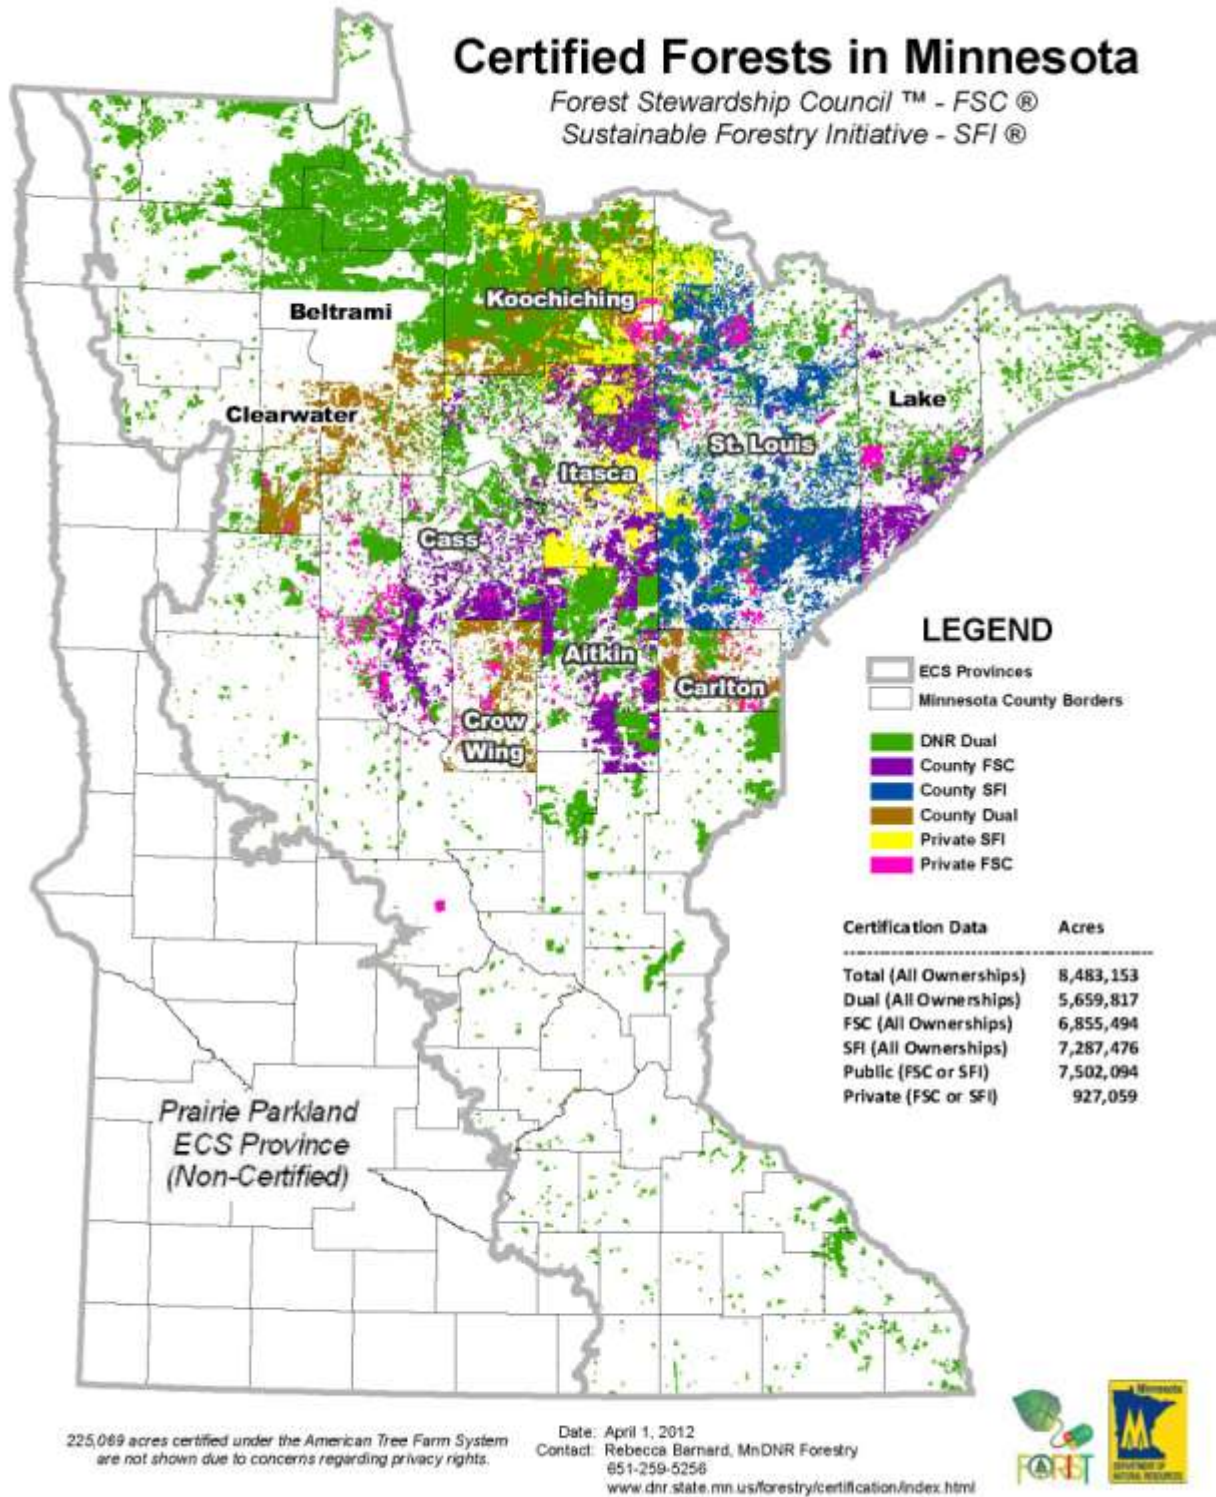 Certified Forests in Minnesota
Forest Stewardship Council ™ - FSC ®
Sustainable Forestry Initiative - SFI ®
Beltrami
Koochiching
Clearwater
Lake
St. Louis
Itasca
Cass
Aitkin
Carlton
Crow
Wing
LEGEND
ECS Provinces
Minnesota County Borders
DNR Dual
County FSC
County SFI
County Dual
Private SFI
Private FSC
Certification Data Acres
Total (All Ownerships) 8,483,153
Dual (All Ownerships) 5,659,817
FSC (All Ownerships) 6,855,494
SFI (All Ownerships) 7,287,476
Public (FSC or SFI) 7,502,094
Private (FSC or SFI) 927,059
Prairie Parkland
ECS Province
(Non-Certified)
225,069 acres certified under the American Tree Farm System
are not shown due to concerns regarding privacy rights.
Date: April 1, 2012
Contact: Rebecca Barnard, MnDNR Forestry
651-259-5256
www.dnr.state.mn.us/forestry/certification/index.html
FORIST
Minnesota
DEPARTMENT OF
NATURAL RESOURCES